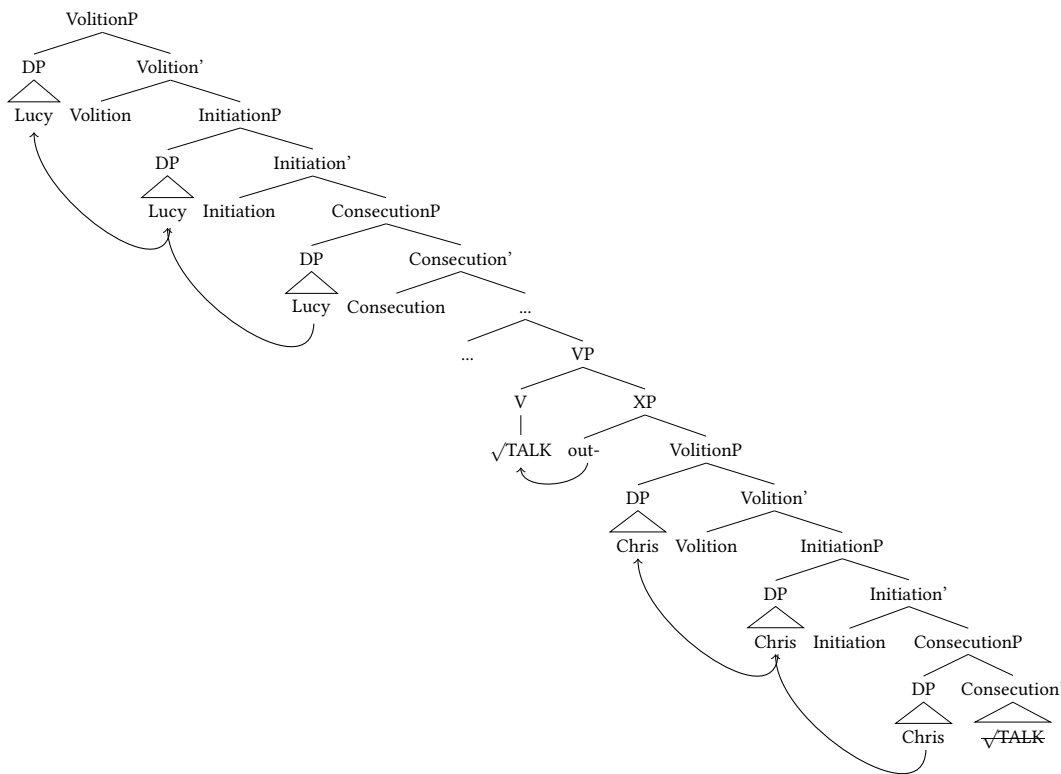 VolitionP
DP Volition’
Lucy Volition InitiationP
DP Initiation’
Lucy Initiation ConsecutionP
DP Consecution’
Lucy Consecution ...
... VP
V XP
√TALK out- VolitionP
DP Volition’
Chris Volition InitiationP
DP Initiation’
Chris Initiation ConsecutionP
DP Consecution’
Chris √TALK